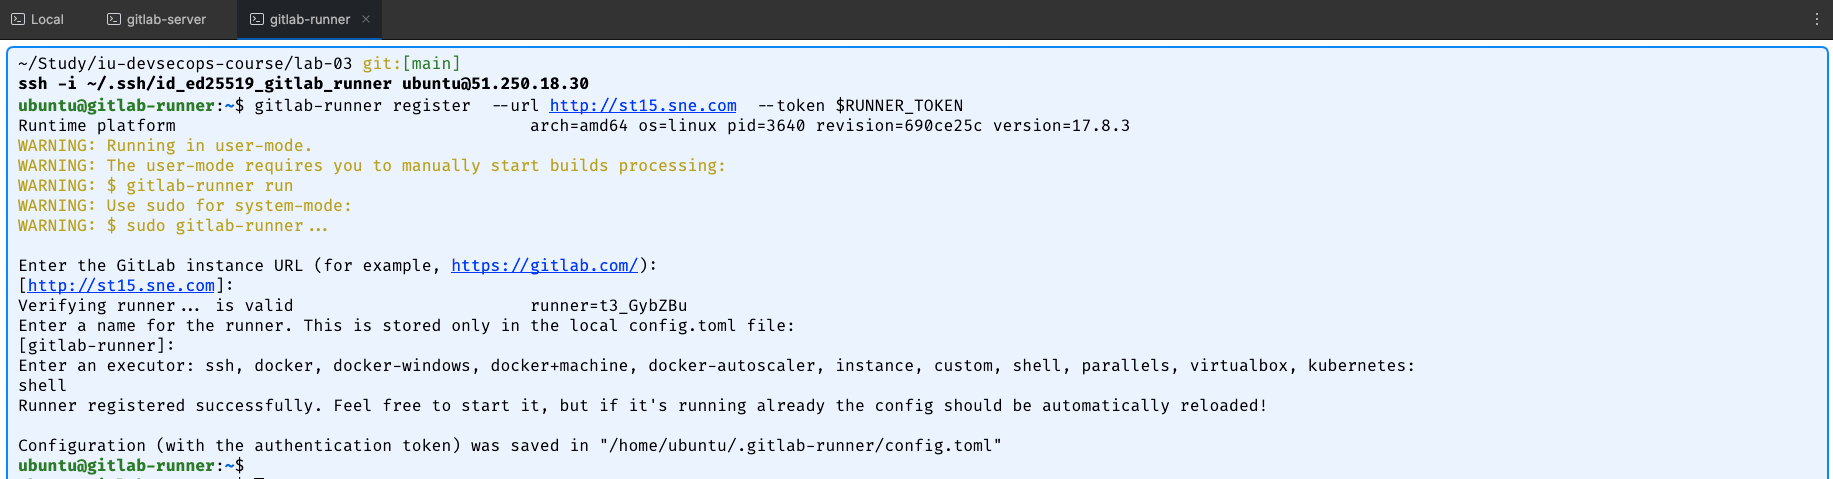 Local gitlab-server gitlab-runner ×
~/Study/iu-devsecops-course/lab-03 git:[main]
ssh -i ~/.ssh/id_ed25519_gitlab_runner ubuntu@51.250.18.30
ubuntu@gitlab-runner:~$ gitlab-runner register  --url http://st15.sne.com  --token $RUNNER_TOKEN
Runtime platform                                    arch=amd64 os=linux pid=3640 revision=690ce25c version=17.8.3
WARNING: Running in user-mode.
WARNING: The user-mode requires you to manually start builds processing:
WARNING: $ gitlab-runner run
WARNING: Use sudo for system-mode:
WARNING: $ sudo gitlab-runner...
Enter the GitLab instance URL (for example, https://gitlab.com/):
[http://st15.sne.com]:
Verifying runner... is valid                        runner=t3_GybZBu
Enter a name for the runner. This is stored only in the local config.toml file:
[gitlab-runner]:
Enter an executor: ssh, docker, docker-windows, docker+machine, docker-autoscaler, instance, custom, shell, parallels, virtualbox, kubernetes:
shell
Runner registered successfully. Feel free to start it, but if it's running already the config should be automatically reloaded!
Configuration (with the authentication token) was saved in "/home/ubuntu/.gitlab-runner/config.toml"
ubuntu@gitlab-runner:~$